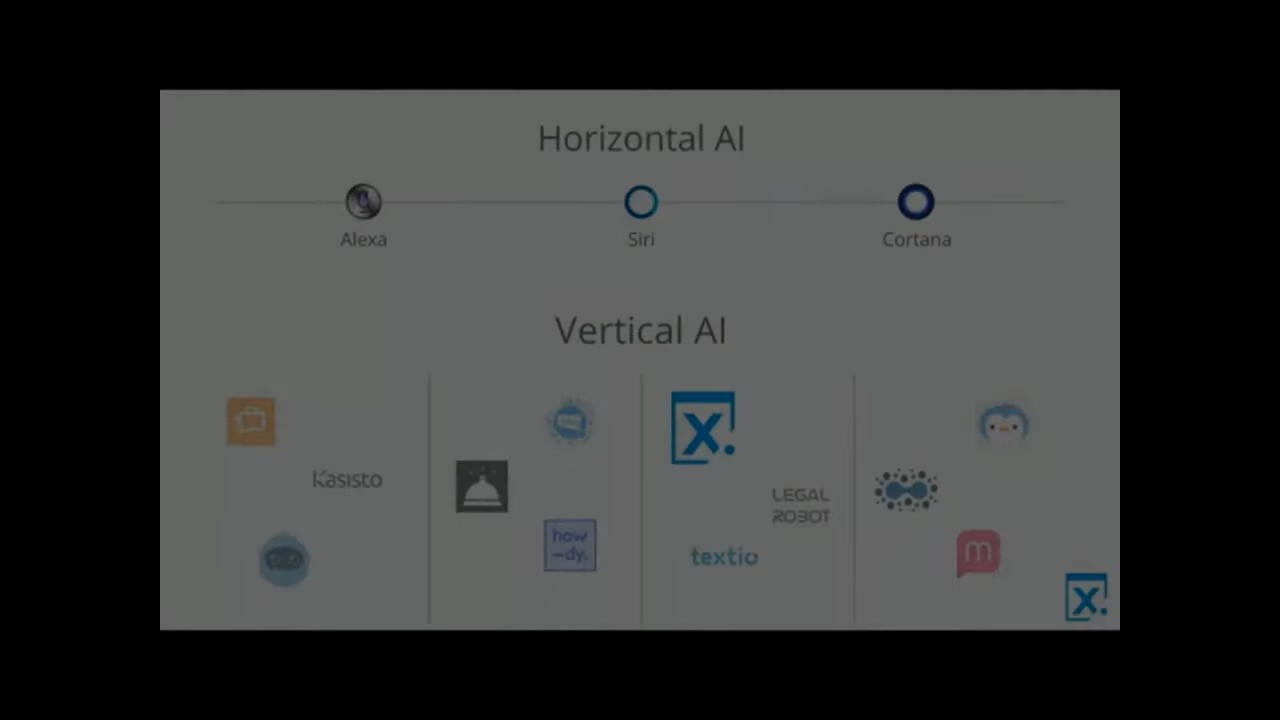 Horizontal AI
Alexa
Siri
Cortana
Vertical AI
Kasisto
how
—dy.
X.
LEGAL
ROBOT
textio
m
X.